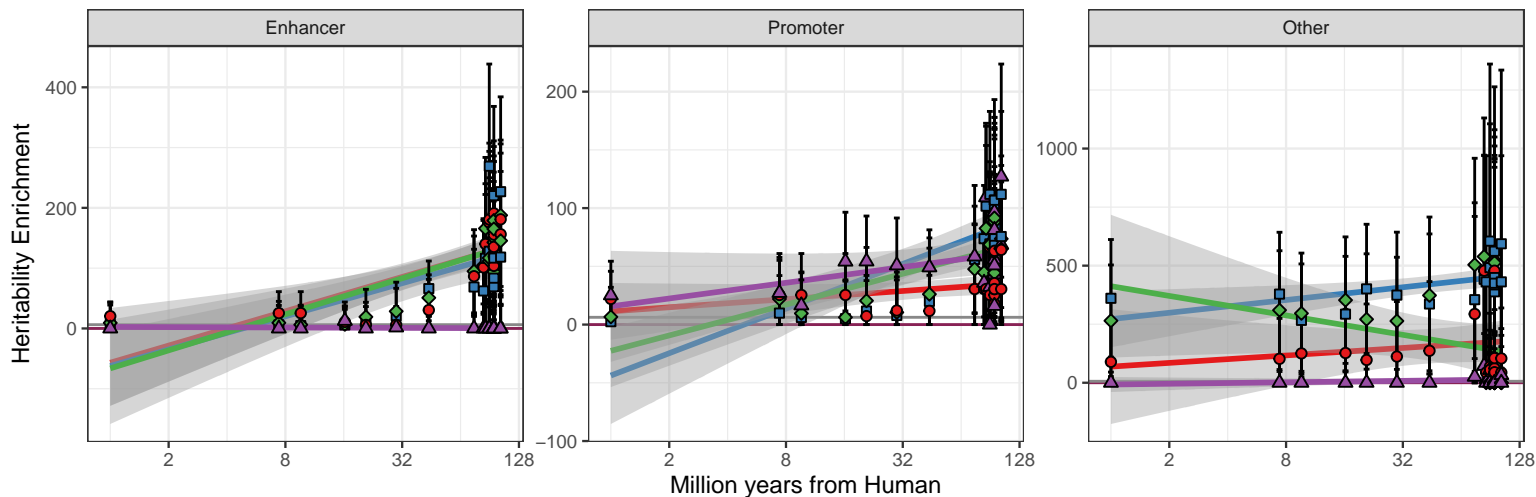 Enhancer
Promoter
Other
Heritability Enrichment
400
200
0
200
100
0
−100
1000
500
0
2 8 32 128
2 8 32 128
2 8 32 128
Million years from Human